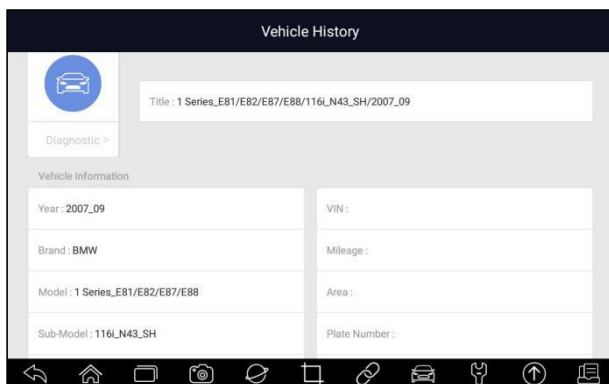 Vehicle History
Title : 1 Series_E81/E82/E87/E88/116i_N43_SH/2007_09
Diagnostic >
Vehicle Information
Year : 2007_09
VIN :
Brand : BMW
Mileage :
Model : 1 Series_E81/E82/E87/E88
Area :
Sub-Model : 116i_N43_SH
Plate Number :